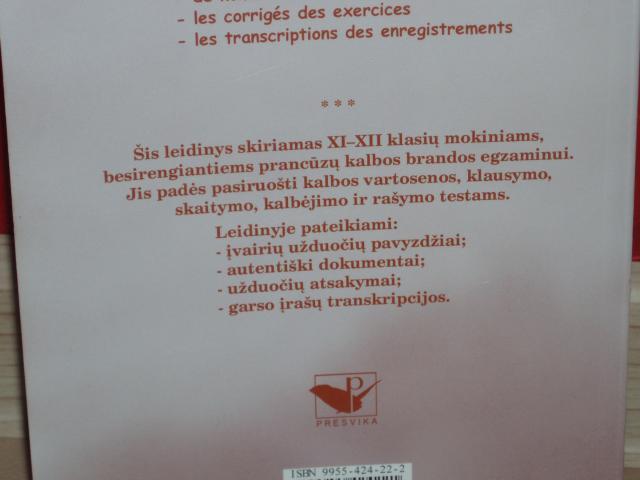 - les corrigés des exercices
- les transcriptions des enregistrements
* * *
Šis leidinys skiriamas XI–XII klasių mokiniams,
besirengiantiems prancūzų kalbos brandos egzaminui.
Jis padės pasiruošti kalbos vartosenos, klausymo,
skaitymo, kalbėjimo ir rašymo testams.
Leidinyje pateikiami:
- įvairių užduočių pavyzdžiai;
- autentiški dokumentai;
- užduočių atsakymai;
- garso įrašų transkripcijos.
P
PRESVIKA
ISBN 9955-424-22-2